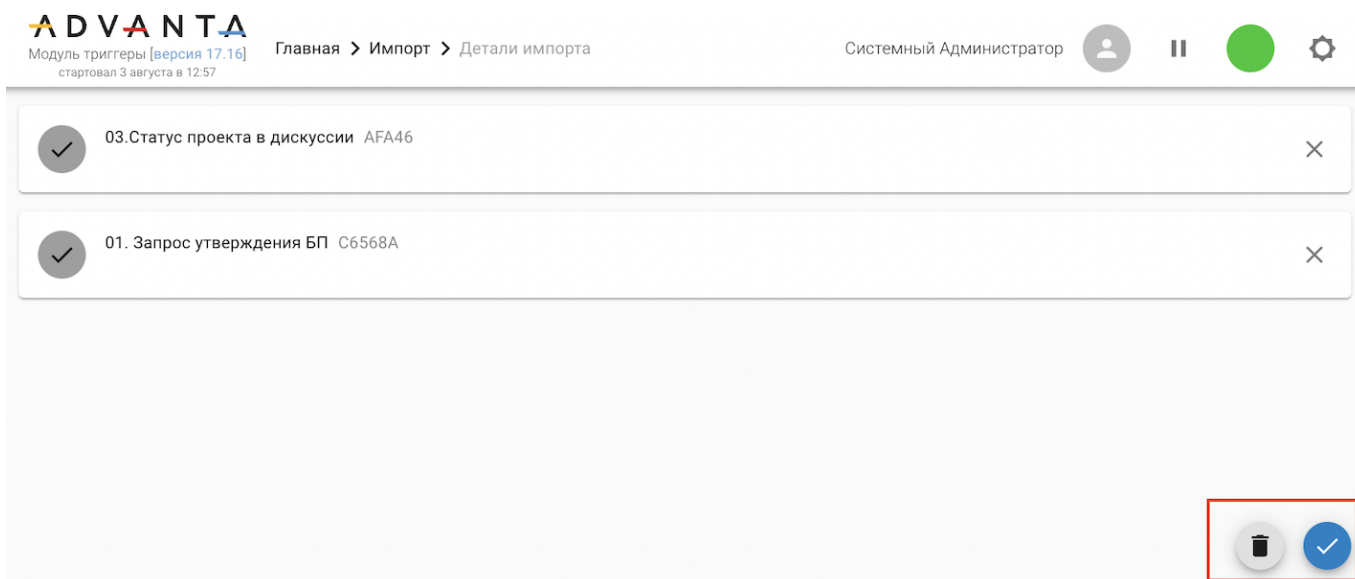 ADVANTA
Модуль триггеры [версия 17.16]
стартовал 3 августа в 12:57
Главная > Импорт > Детали импорта
Системный Администратор
03.Статус проекта в дискуссии AFA46
01. Запрос утверждения БП C6568A